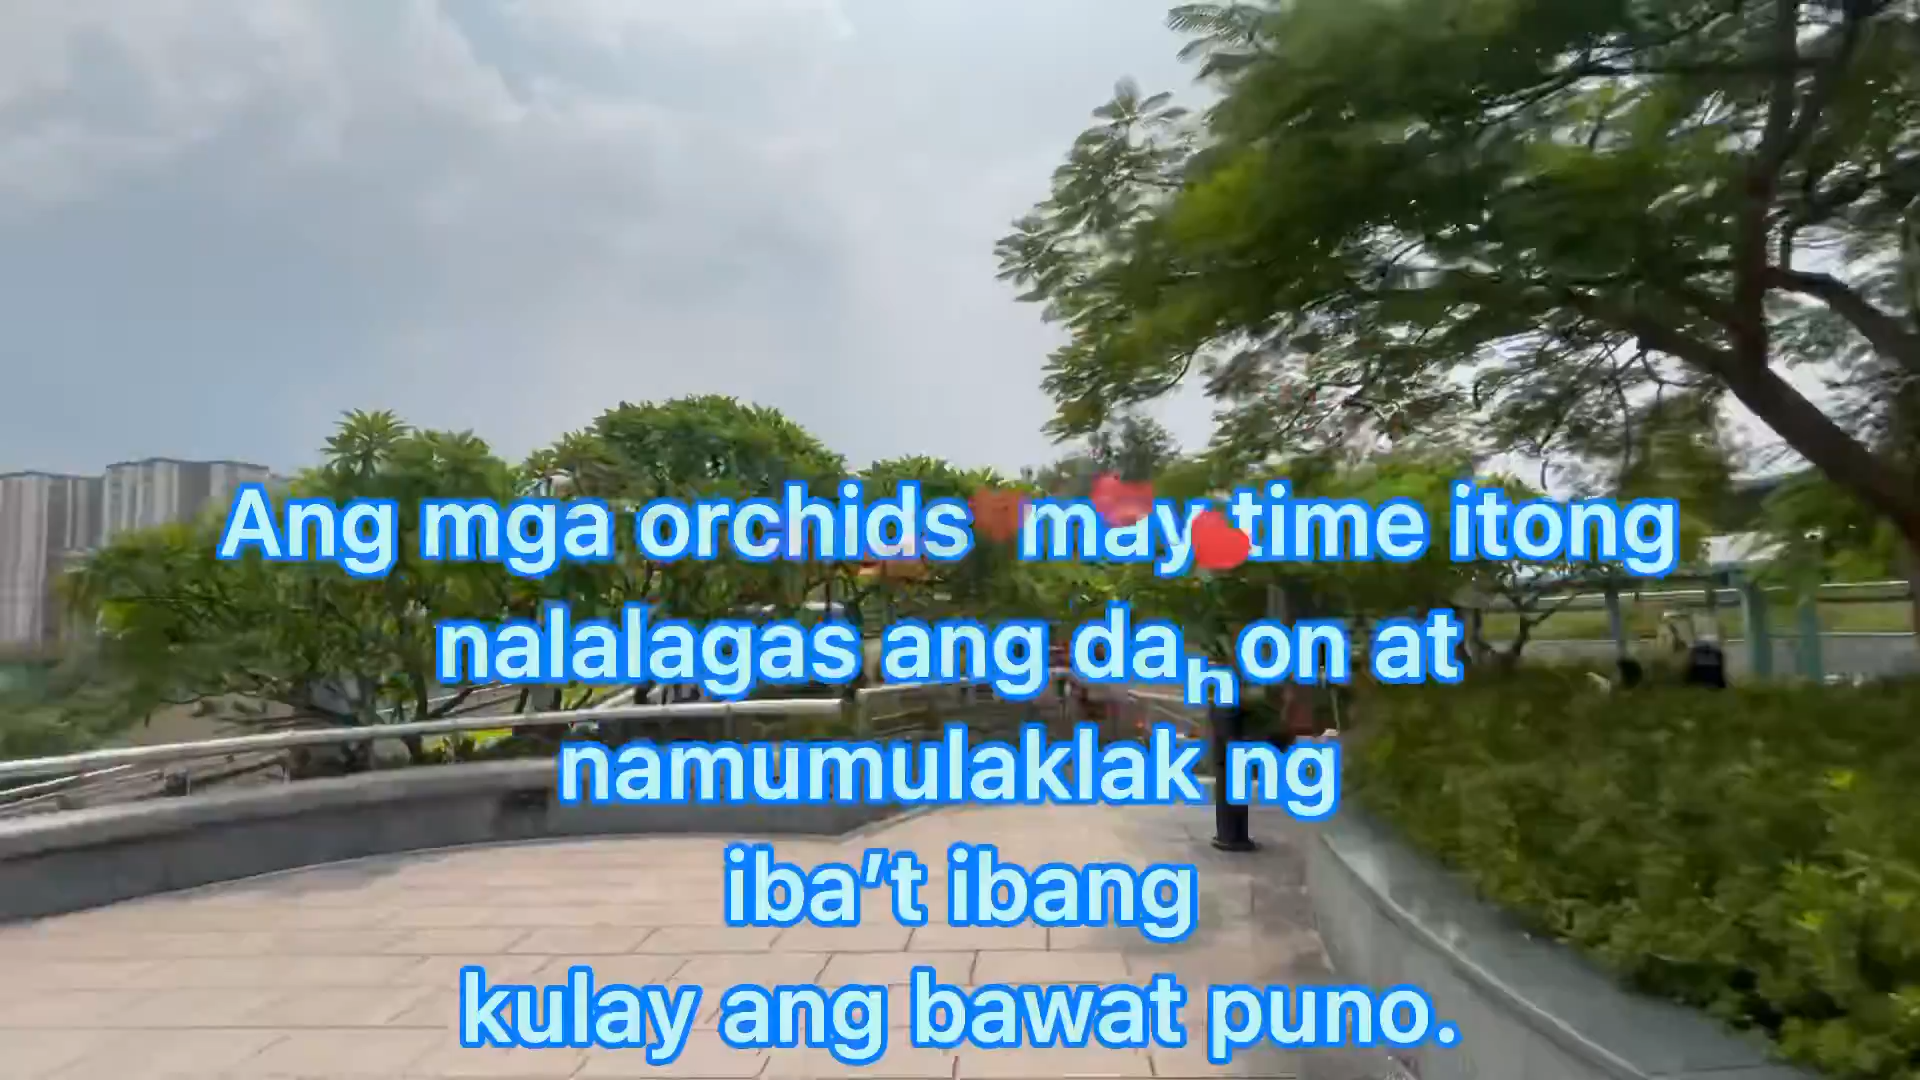 Ang mga orchids may time itong
nalalagas ang dahon at
namumulaklak ng
iba’t ibang
kulay ang bawat puno.